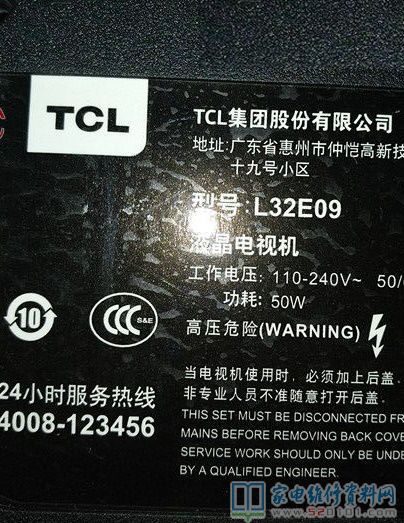 TCL
TCL集团股份有限公司
地址:广东省惠州市仲恺高新技
十九号小区
型号:L32E09
液晶电视机
工作电压: 110-240V~ 50/
功耗: 50W
10
CCC S&E
高压危险(WARNING)
24小时服务热线
4008-123456
当电视机使用时，必须加上后盖。
非专业人员不准随意打开后盖。
THIS SET MUST BE DISCONNECTED FR
MAINS BEFORE REMOVING BACK COVE
SERVICE WORK SHOULD ONLY BE UNDE
BY A QUALIFIED ENGINEER.
家电维修资料网
www.520101.com